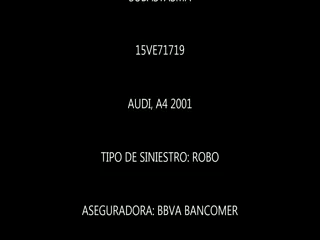 15VE71719
AUDI, A4 2001
TIPO DE SINIESTRO: ROBO
ASEGURADORA: BBVA BANCOMER